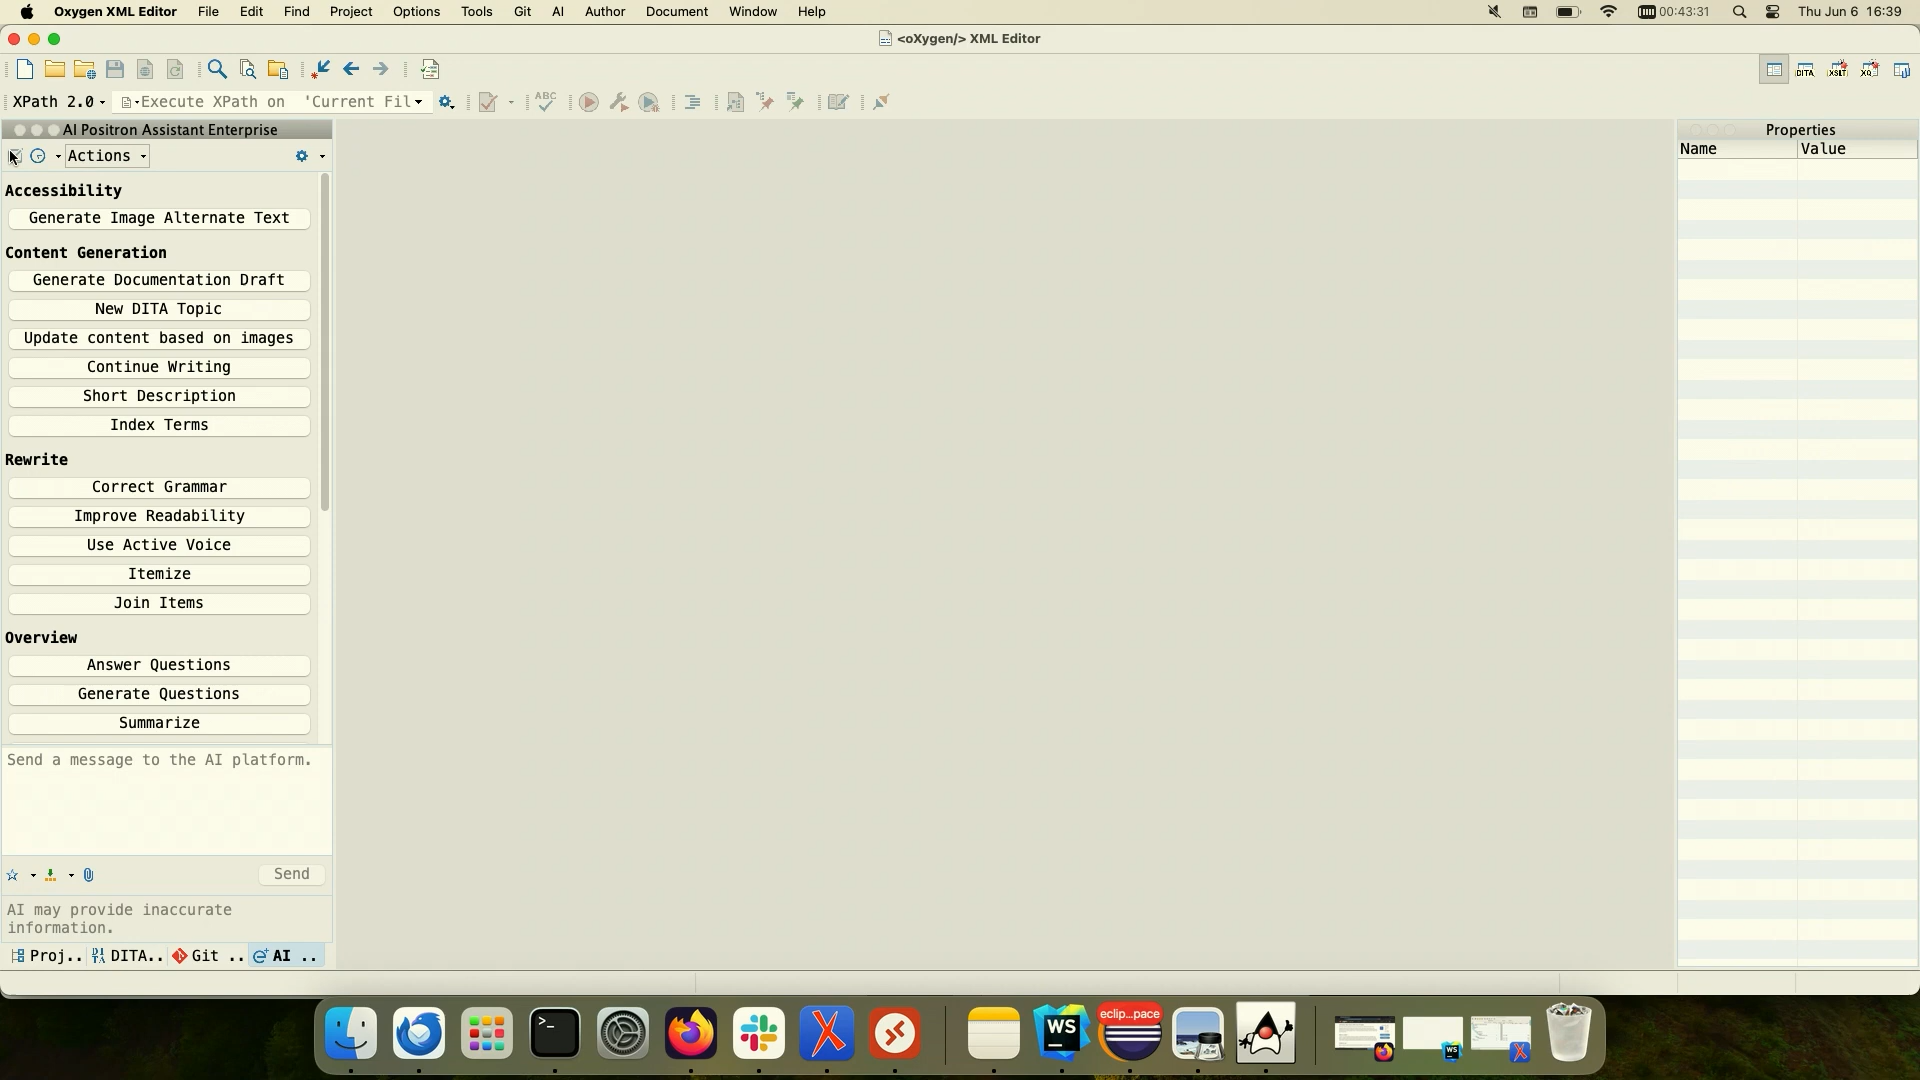 Oxygen XML Editor File Edit Find Project Options Tools Git AI Author Document Window Help 00:43:31 Thu Jun 6 16:39
<oXygen/> XML Editor
DITA XSLT XQ
XPath 2.0 Execute XPath on 'Current Fil ABC
AI Positron Assistant Enterprise
Actions
Accessibility
Generate Image Alternate Text
Content Generation
Generate Documentation Draft
New DITA Topic
Update content based on images
Continue Writing
Short Description
Index Terms
Rewrite
Correct Grammar
Improve Readability
Use Active Voice
Itemize
Join Items
Overview
Answer Questions
Generate Questions
Summarize
Send a message to the AI platform.
Send
AI may provide inaccurate
information.
Proj.. DITA.. Git .. AI ..
Properties
Name Value
WS
eclip...pace